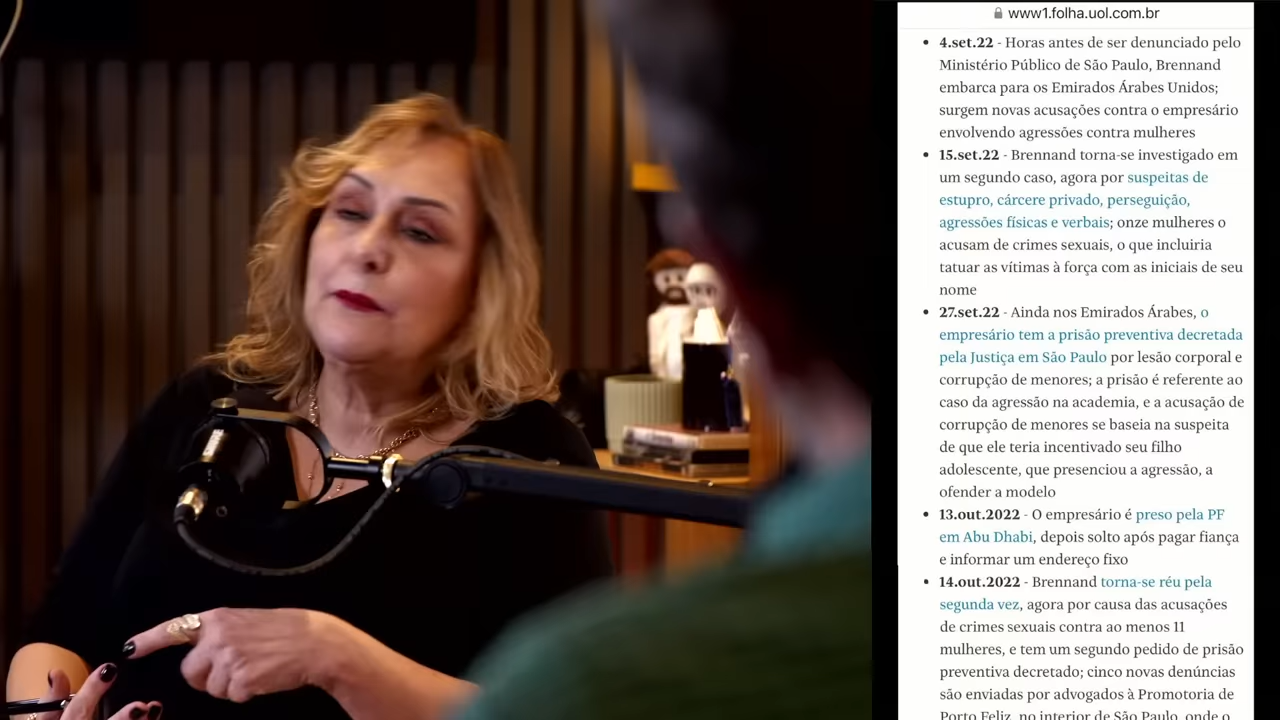 www1.folha.uol.com.br
• 4.set.22 - Horas antes de ser denunciado pelo
Ministério Público de São Paulo, Brennand
embarca para os Emirados Árabes Unidos;
surgem novas acusações contra o empresário
envolvendo agressões contra mulheres
• 15.set.22 - Brennand torna-se investigado em
um segundo caso, agora por suspeitas de
estupro, cárcere privado, perseguição,
agressões físicas e verbais; onze mulheres o
acusam de crimes sexuais, o que incluiria
tatuar as vítimas à força com as iniciais de seu
nome
• 27.set.22 - Ainda nos Emirados Árabes, o
empresário tem a prisão preventiva decretada
pela Justiça em São Paulo por lesão corporal e
corrupção de menores; a prisão é referente ao
caso da agressão na academia, e a acusação de
corrupção de menores se baseia na suspeita
de que ele teria incentivado seu filho
adolescente, que presenciou a agressão, a
ofender a modelo
• 13.out.2022 - O empresário é preso pela PF
em Abu Dhabi, depois solto após pagar fiança
e informar um endereço fixo
• 14.out.2022 - Brennand torna-se réu pela
segunda vez, agora por causa das acusações
de crimes sexuais contra ao menos 11
mulheres, e tem um segundo pedido de prisão
preventiva decretado; cinco novas denúncias
são enviadas por advogados à Promotoria de
Porto Feliz, no interior de São Paulo, onde o